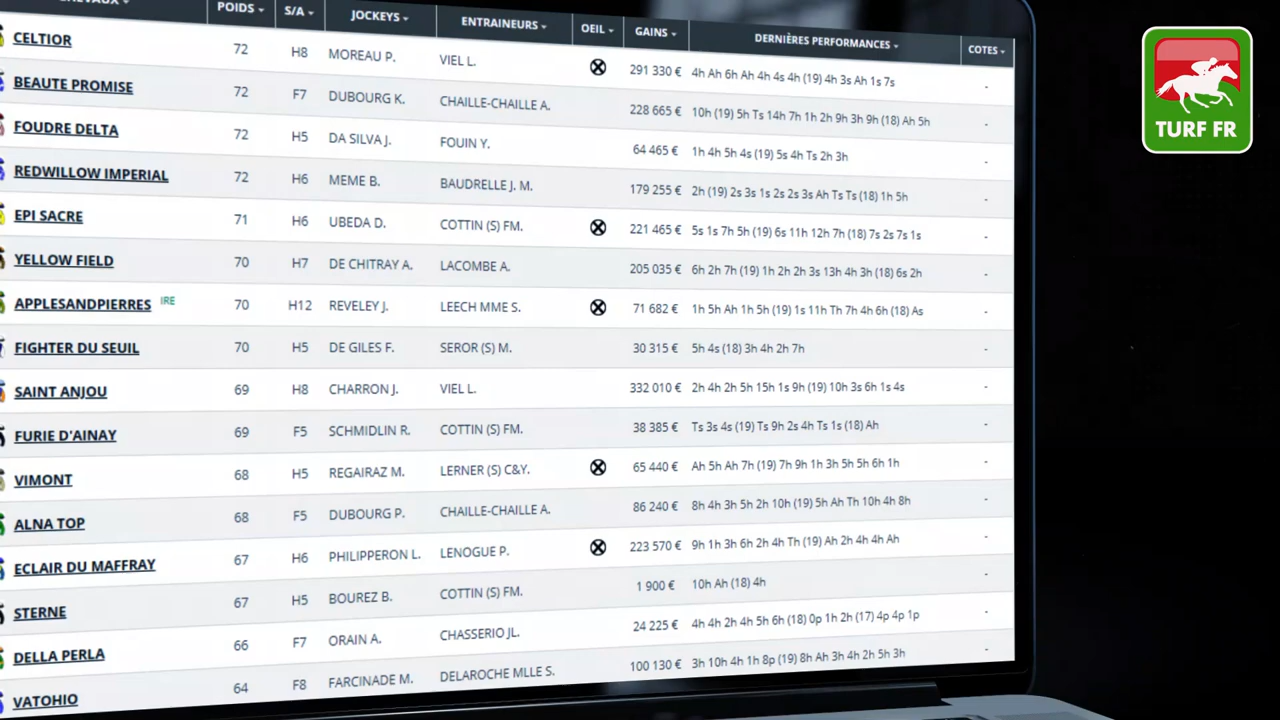 CHEVAUX POIDS S/A JOCKEYS ENTRAINEURS OEIL GAINS DERNIÈRES PERFORMANCES COTES
CELTIOR 72 H8 MOREAU P. VIEL L. 291 330 € 4h Ah 6h Ah 4h 4s 4h (19) 4h 3s Ah 1s 7s -
BEAUTE PROMISE 72 F7 DUBOURG K. CHAILLE-CHAILLE A. 228 665 € 10h (19) 5h Ts 14h 7h 1h 2h 9h 3h 9h (18) Ah 5h -
FOUDRE DELTA 72 H5 DA SILVA J. FOUIN Y. 64 465 € 1h 4h 5h 4s (19) 5s 4h Ts 2h 3h -
REDWILLOW IMPERIAL 72 H6 MEME B. BAUDRELLE J. M. 179 255 € 2h (19) 2s 3s 1s 2s 2s 3s Ah Ts Ts (18) 1h 5h -
EPI SACRE 71 H6 UBEDA D. COTTIN (S) FM. 221 465 € 5s 1s 7h 5h (19) 6s 11h 12h 7h (18) 7s 2s 7s 1s -
YELLOW FIELD 70 H7 DE CHITRAY A. LACOMBE A. 205 035 € 6h 2h 7h (19) 1h 2h 2h 3s 13h 4h 3h (18) 6s 2h -
APPLESANDPIERRES IRE 70 H12 REVELEY J. LEECH MME S. 71 682 € 1h 5h Ah 1h 5h (19) 1s 11h Th 7h 4h 6h (18) As -
FIGHTER DU SEUIL 70 H5 DE GILES F. SEROR (S) M. 30 315 € 5h 4s (18) 3h 4h 2h 7h -
SAINT ANJOU 69 H8 CHARRON J. VIEL L. 332 010 € 2h 4h 2h 5h 15h 1s 9h (19) 10h 3s 6h 1s 4s -
FURIE D'AINAY 69 F5 SCHMIDLIN R. COTTIN (S) FM. 38 385 € Ts 3s 4s (19) Ts 9h 2s 4h Ts 1s (18) Ah -
VIMONT 68 H5 REGAIRAZ M. LERNER (S) C&Y. 65 440 € Ah 5h Ah 7h (19) 7h 9h 1h 3h 5h 5h 6h 1h -
ALNA TOP 68 F5 DUBOURG P. CHAILLE-CHAILLE A. 86 240 € 8h 4h 3h 5h 2h 10h (19) 5h Ah Th 10h 4h 8h -
ECLAIR DU MAFFRAY 67 H6 PHILIPPERON L. LENOGUE P. 223 570 € 9h 1h 3h 6h 2h 4h Th (19) Ah 2h 4h 4h Ah -
STERNE 67 H5 BOUREZ B. COTTIN (S) FM. 1 900 € 10h Ah (18) 4h -
DELLA PERLA 66 F7 ORAIN A. CHASSERIO JL. 24 225 € 4h 4h 2h 4h 5h 6h (18) 0p 1h 2h (17) 4p 4p 1p -
VATOHIO 64 F8 FARCINADE M. DELAROCHE MLLE S. 100 130 € 3h 10h 4h 1h 8p (19) 8h Ah 3h 4h 2h 5h 3h -
TURF FR